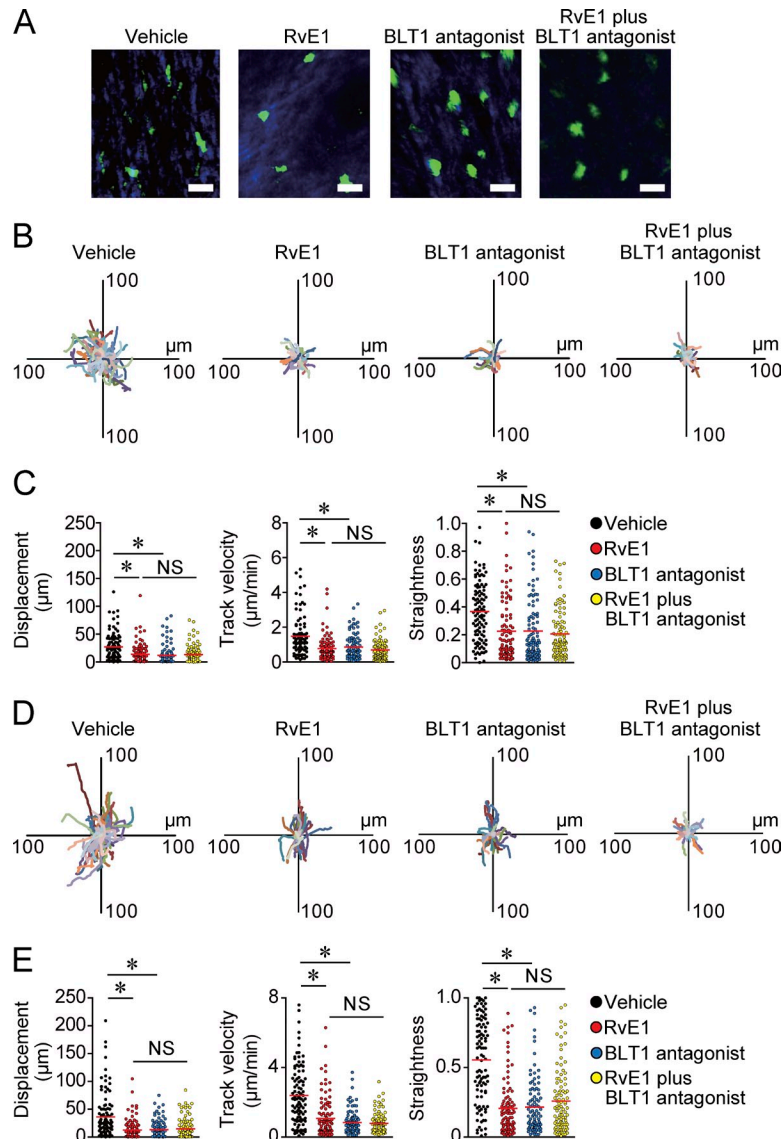 A
Vehicle
RvE1
BLT1 antagonist
RvE1 plus
BLT1 antagonist
B
Vehicle
RvE1
BLT1 antagonist
RvE1 plus
BLT1 antagonist
100
100
100
100
μm
μm
μm
μm
100
100
100
100
100
100
100
100
100
100
100
100
C
Displacement
(μm)
250
200
150
100
50
0
*
*
NS
Track velocity
(μm/min)
8
6
4
2
0
*
*
NS
Straightness
1.0
0.8
0.6
0.4
0.2
0
*
*
NS
Vehicle
RvE1
BLT1 antagonist
RvE1 plus
BLT1 antagonist
D
Vehicle
RvE1
BLT1 antagonist
RvE1 plus
BLT1 antagonist
100
100
100
100
μm
μm
μm
μm
100
100
100
100
100
100
100
100
100
100
100
100
E
Displacement
(μm)
250
200
150
100
50
0
*
*
NS
Track velocity
(μm/min)
8
4
0
*
*
NS
Straightness
1.0
0.5
0
*
*
NS
Vehicle
RvE1
BLT1 antagonist
RvE1 plus
BLT1 antagonist